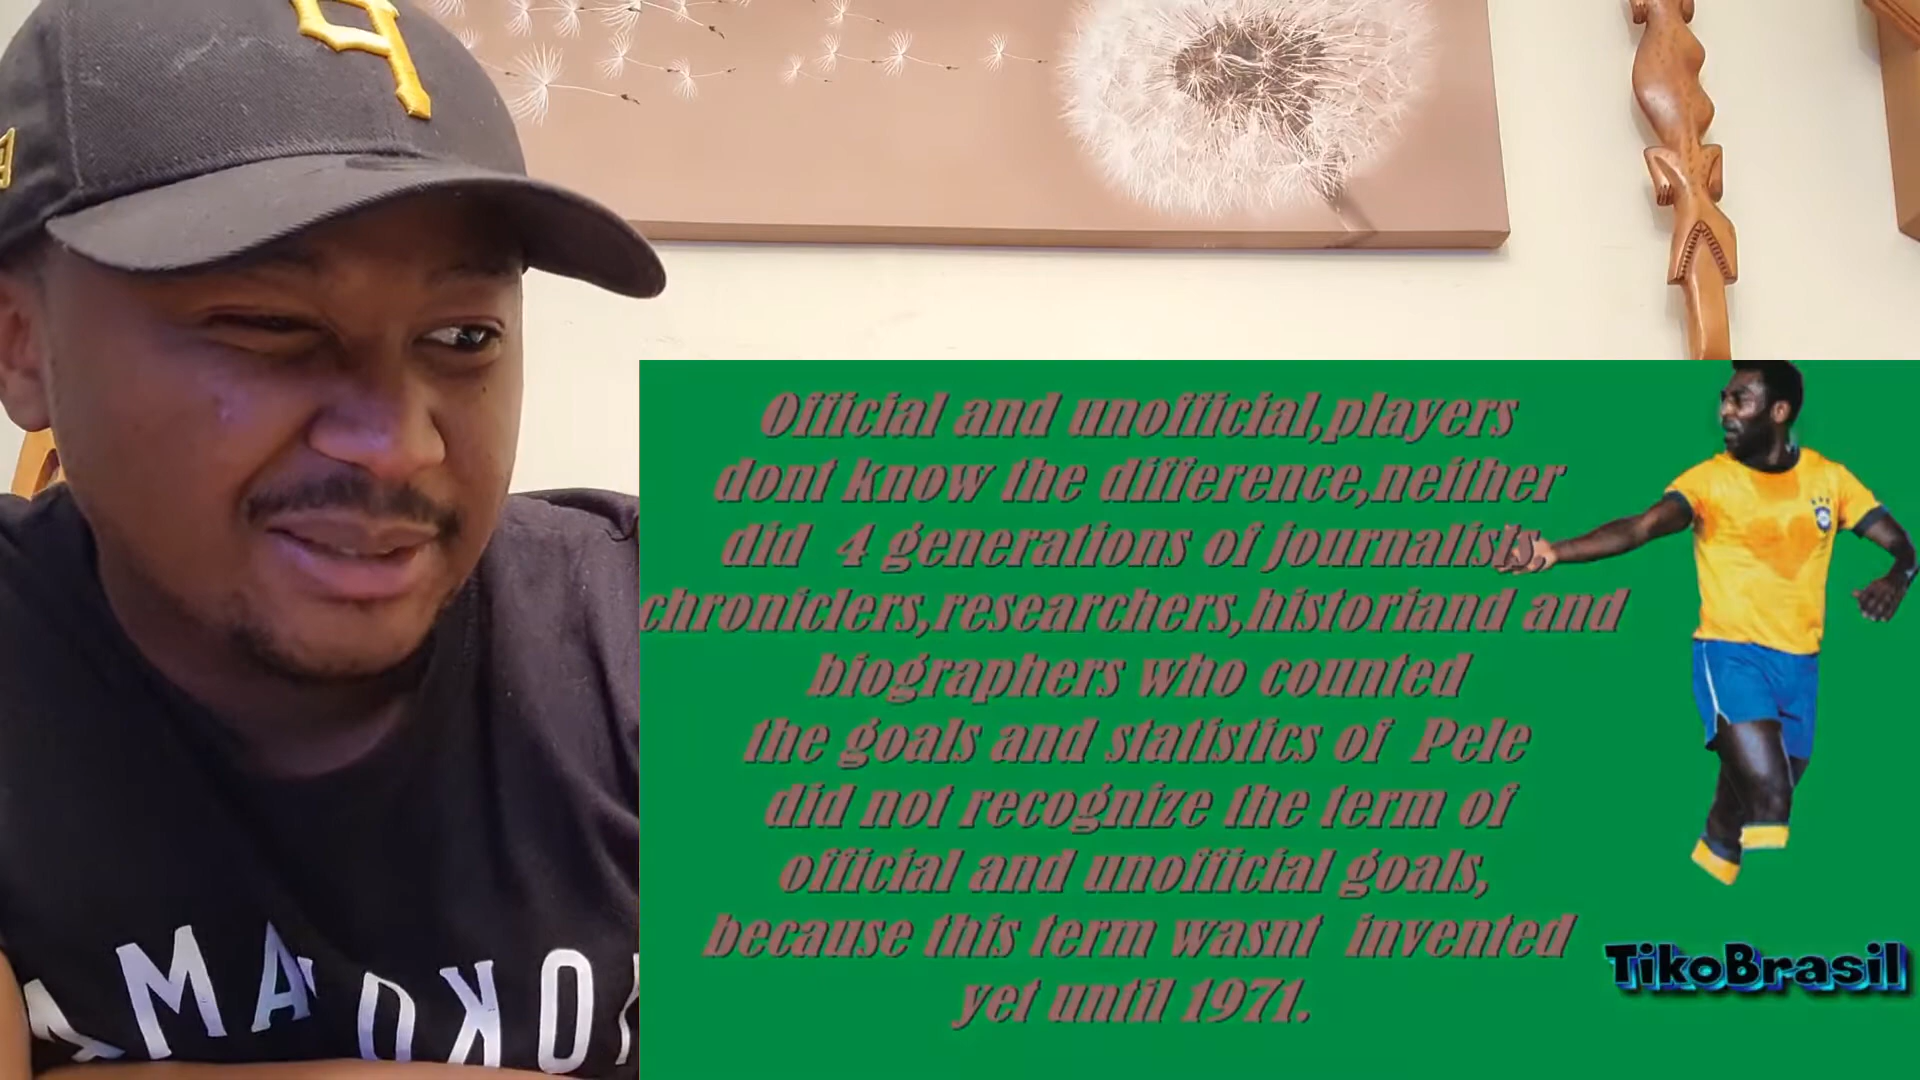 Official and unofficial,players
dont know the difference,neither
did 4 generations of journalists,
chroniclers,researchers,historiand and
biographers who counted
the goals and statistics of Pele
did not recognize the term of
official and unofficial goals,
because this term wasnt invented
yet until 1971.
TikoBrasil